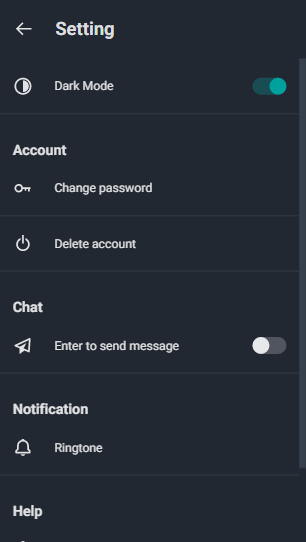 Setting
Dark Mode
Account
Change password
Delete account
Chat
Enter to send message
Notification
Ringtone
Help